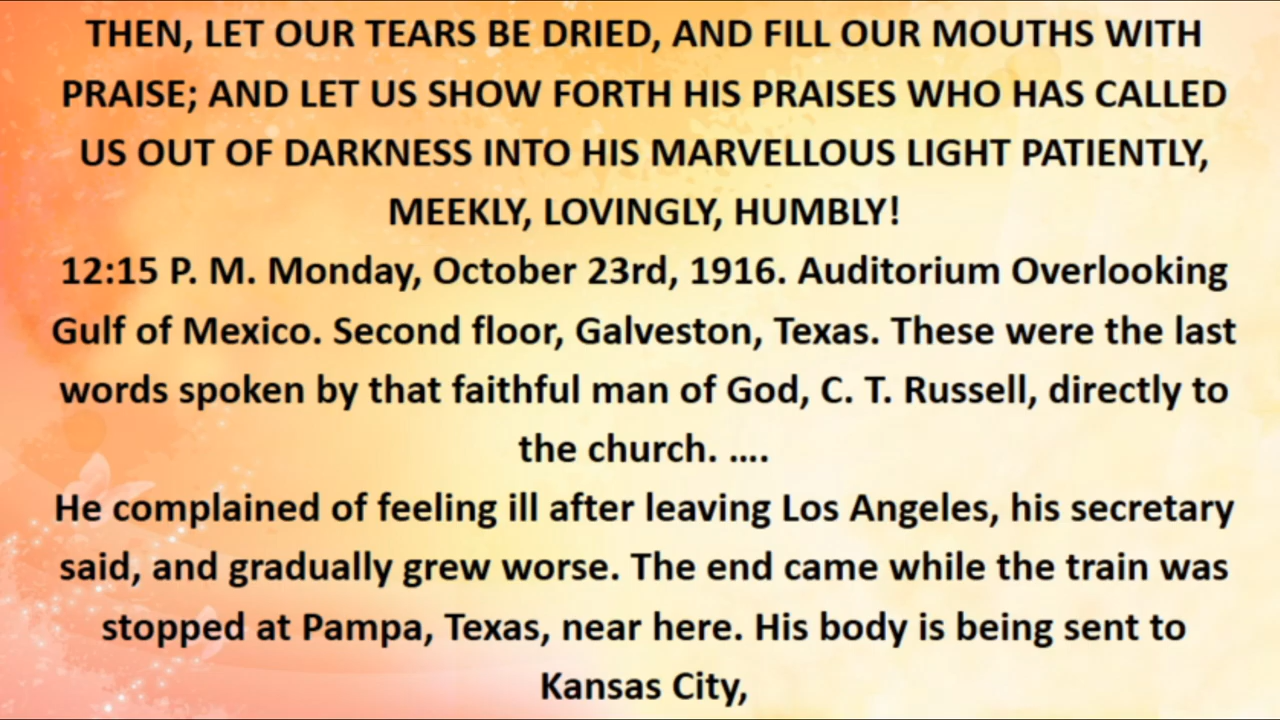 THEN, LET OUR TEARS BE DRIED, AND FILL OUR MOUTHS WITH
PRAISE; AND LET US SHOW FORTH HIS PRAISES WHO HAS CALLED
US OUT OF DARKNESS INTO HIS MARVELLOUS LIGHT PATIENTLY,
MEEKLY, LOVINGLY, HUMBLY!
12:15 P. M. Monday, October 23rd, 1916. Auditorium Overlooking
Gulf of Mexico. Second floor, Galveston, Texas. These were the last
words spoken by that faithful man of God, C. T. Russell, directly to
the church. ....
He complained of feeling ill after leaving Los Angeles, his secretary
said, and gradually grew worse. The end came while the train was
stopped at Pampa, Texas, near here. His body is being sent to
Kansas City,